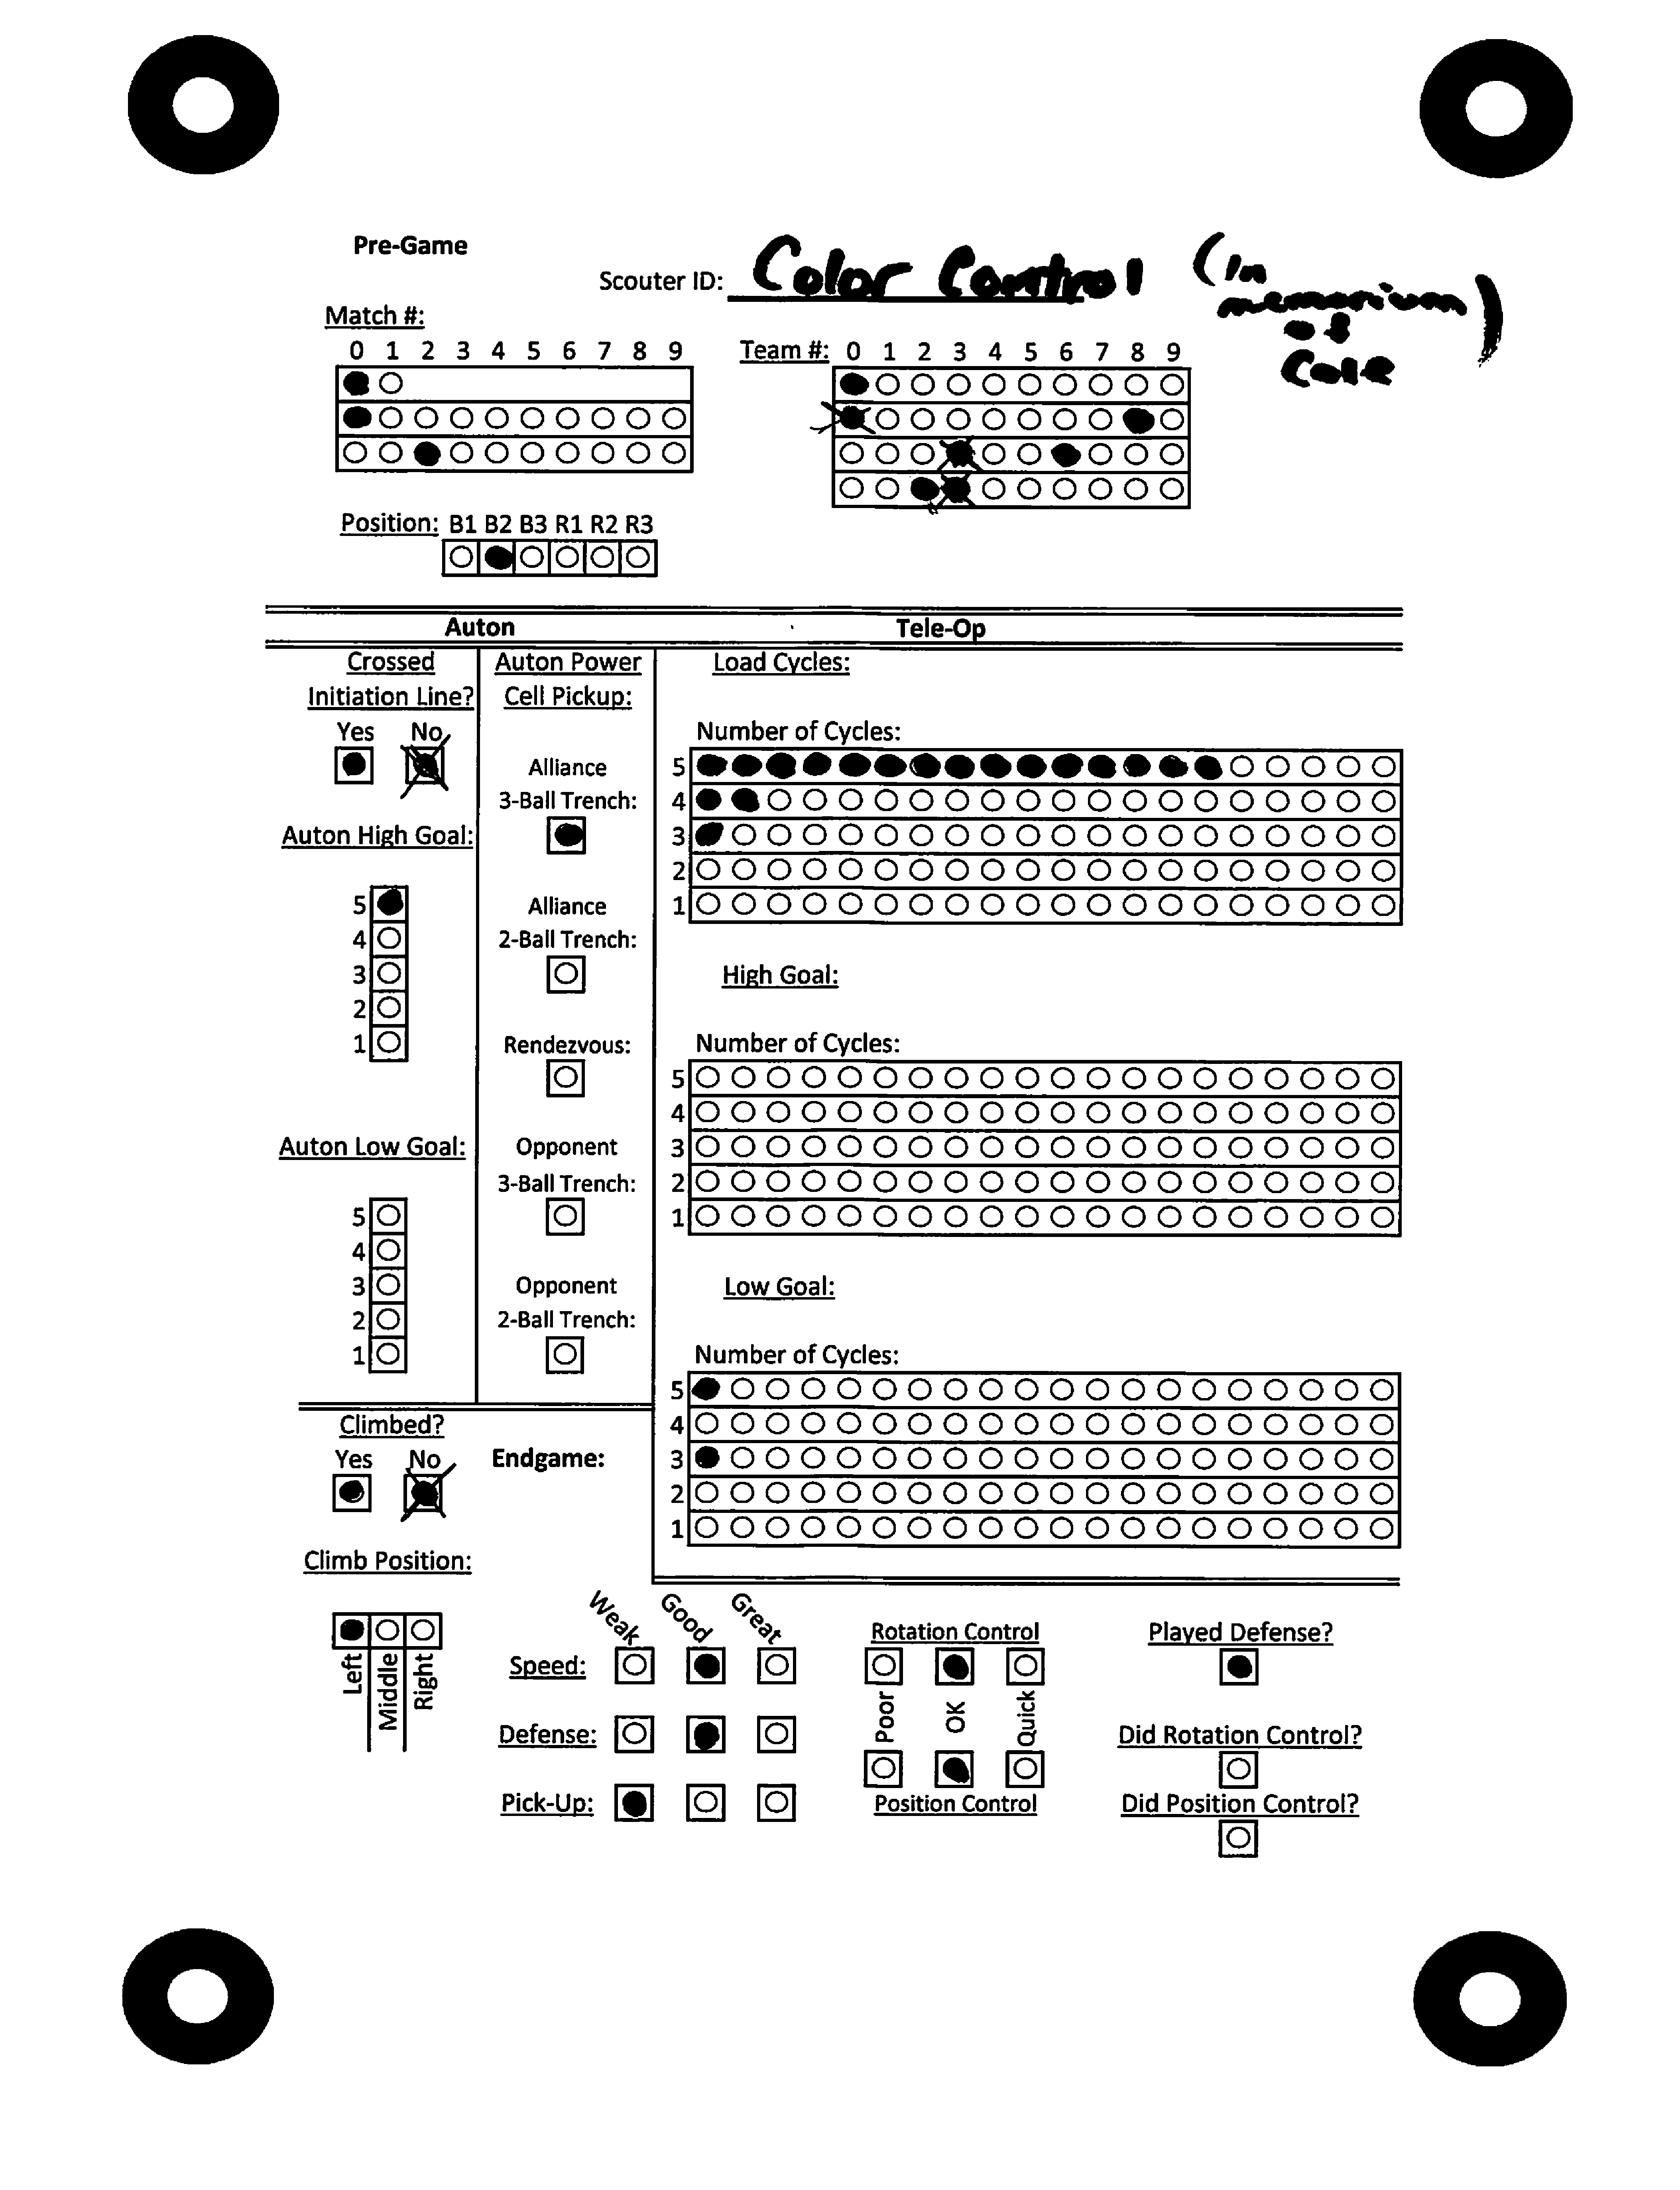 Pre-Game
Scouter ID: Color Control (In memorium of Cole)
Match #:
0 1 2 3 4 5 6 7 8 9
Team #: 0 1 2 3 4 5 6 7 8 9
Position: B1 B2 B3 R1 R2 R3
Auton
Tele-Op
Crossed
Initiation Line?
Yes No
Auton High Goal:
5
4
3
2
1
Auton Low Goal:
5
4
3
2
1
Auton Power
Cell Pickup:
Alliance
3-Ball Trench:
Alliance
2-Ball Trench:
Rendezvous:
Opponent
3-Ball Trench:
Opponent
2-Ball Trench:
Load Cycles:
Number of Cycles:
5
4
3
2
1
High Goal:
Number of Cycles:
5
4
3
2
1
Low Goal:
Number of Cycles:
5
4
3
2
1
Climbed?
Yes No
Endgame:
Climb Position:
Left Middle Right
Weak Good Great
Speed:
Defense:
Pick-Up:
Rotation Control
Poor OK Quick
Position Control
Played Defense?
Did Rotation Control?
Did Position Control?